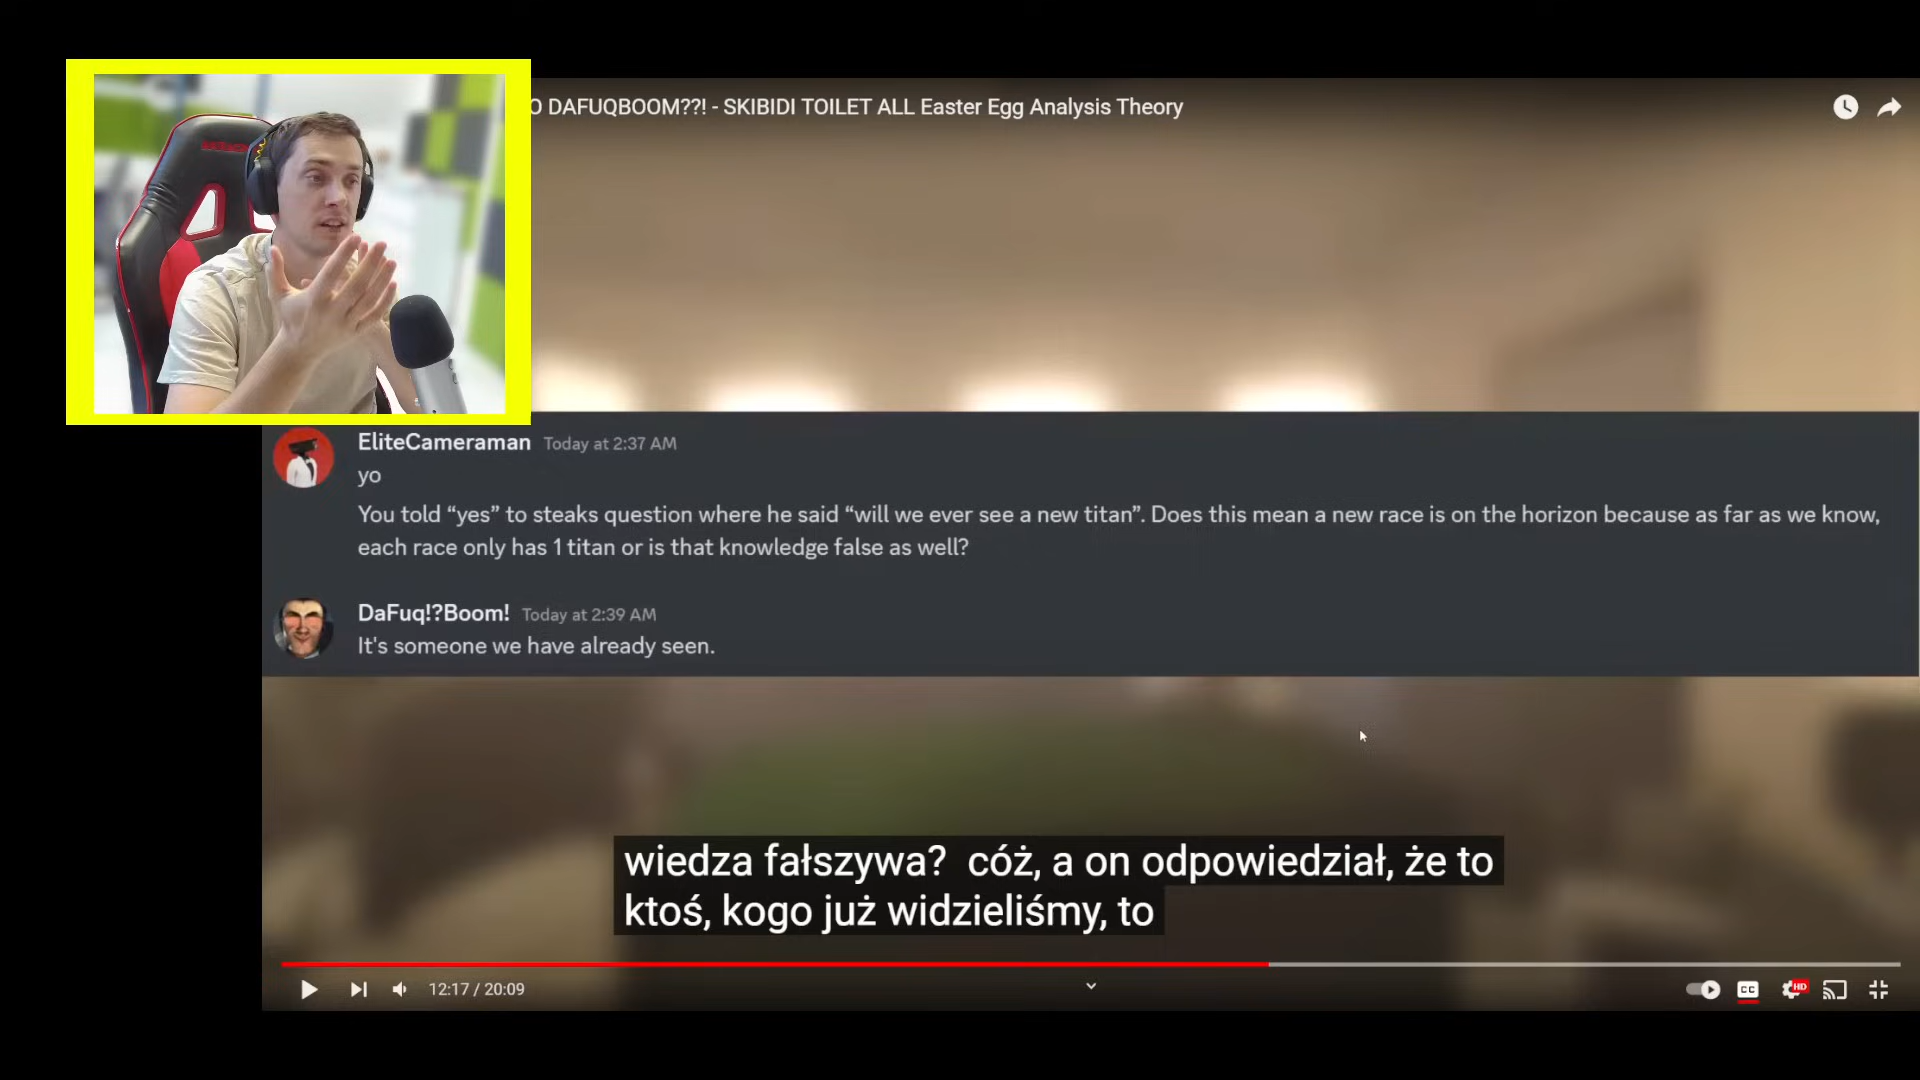 O DAFUQBOOM??! - SKIBIDI TOILET ALL Easter Egg Analysis Theory
EliteCameraman Today at 2:37 AM
yo
You told “yes” to steaks question where he said “will we ever see a new titan”. Does this mean a new race is on the horizon because as far as we know,
each race only has 1 titan or is that knowledge false as well?
DaFuq!?Boom! Today at 2:39 AM
It's someone we have already seen.
wiedza fałszywa? cóż, a on odpowiedział, że to
ktoś, kogo już widzieliśmy, to
12:17 / 20:09
CC
HD